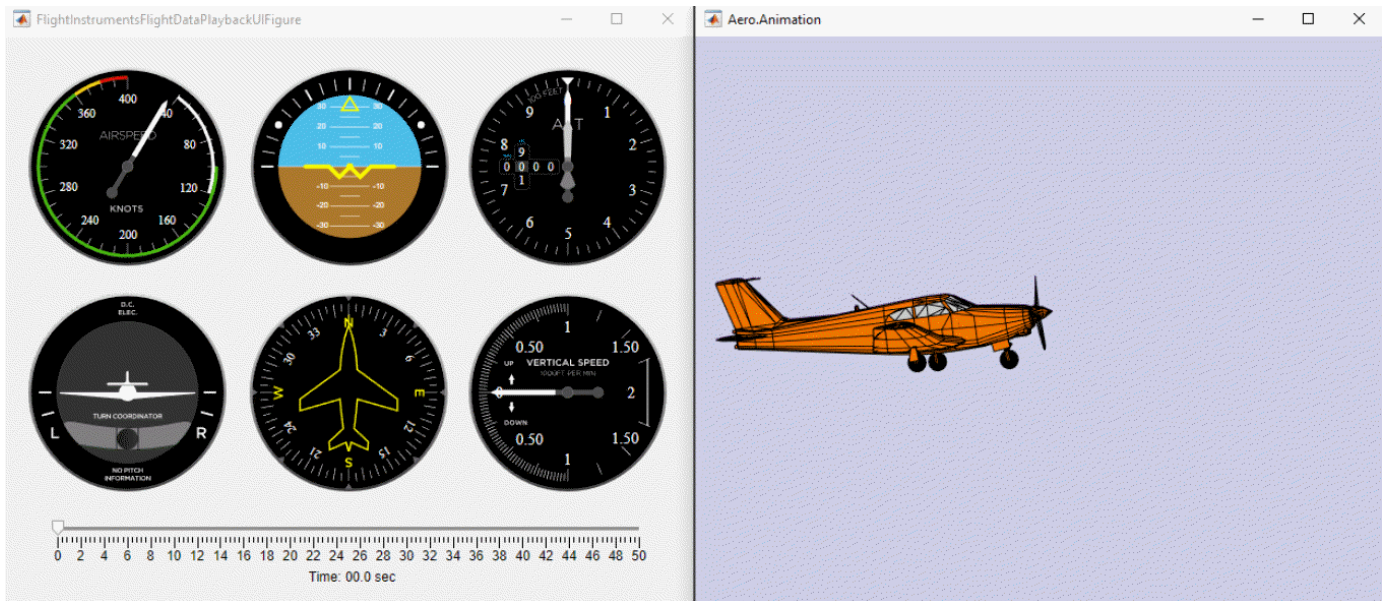 FlightInstrumentsFlightDataPlaybackUIFigure
Aero.Animation
400
360 40
AIRSPEED
320 80
280 120
KNOTS
240 160
200
30 30
20 20
10 10
-10 -10
-20 -20
-30 -30
100 FEET
9 1
ALT
8 9 2
0 0 0 0
7 1 3
6 4
5
D.C.
ELEC.
TURN COORDINATOR
L R
NO PITCH
INFORMATION
N
33 3
30 6
W E
24 12
21 15
S
1
0.50 1.50
UP VERTICAL SPEED
1000FT PER MIN
0 2
DOWN
0.50 1.50
1
0 2 4 6 8 10 12 14 16 18 20 22 24 26 28 30 32 34 36 38 40 42 44 46 48 50
Time: 00.0 sec